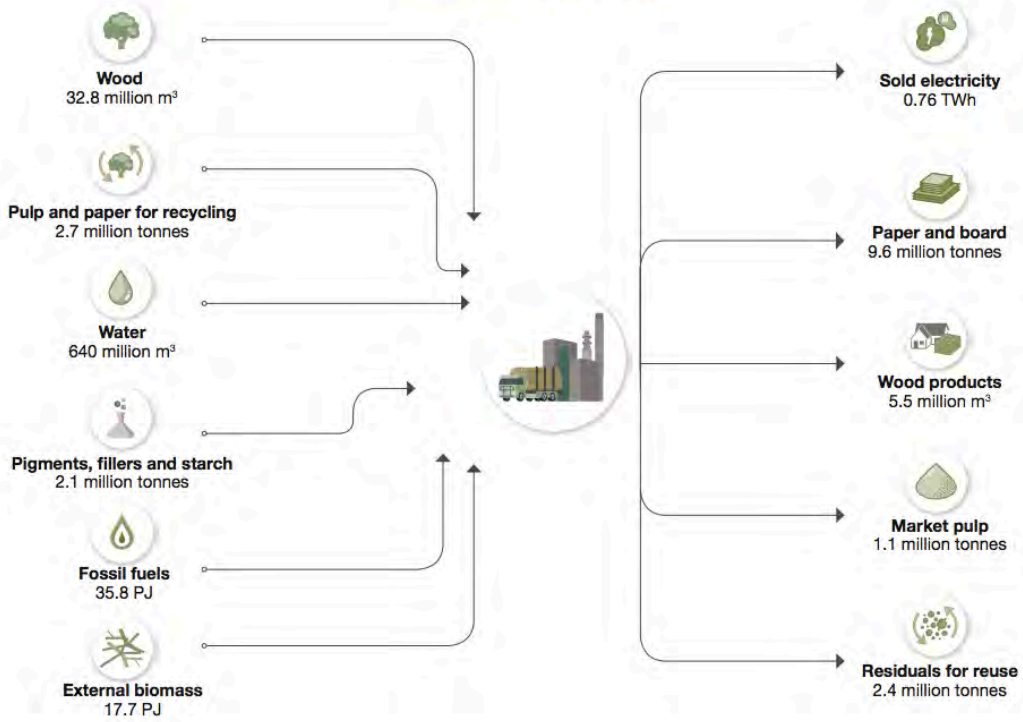 Wood
32.8 million m³
Pulp and paper for recycling
2.7 million tonnes
Water
640 million m³
Pigments, fillers and starch
2.1 million tonnes
Fossil fuels
35.8 PJ
External biomass
17.7 PJ
Sold electricity
0.76 TWh
Paper and board
9.6 million tonnes
Wood products
5.5 million m³
Market pulp
1.1 million tonnes
Residuals for reuse
2.4 million tonnes